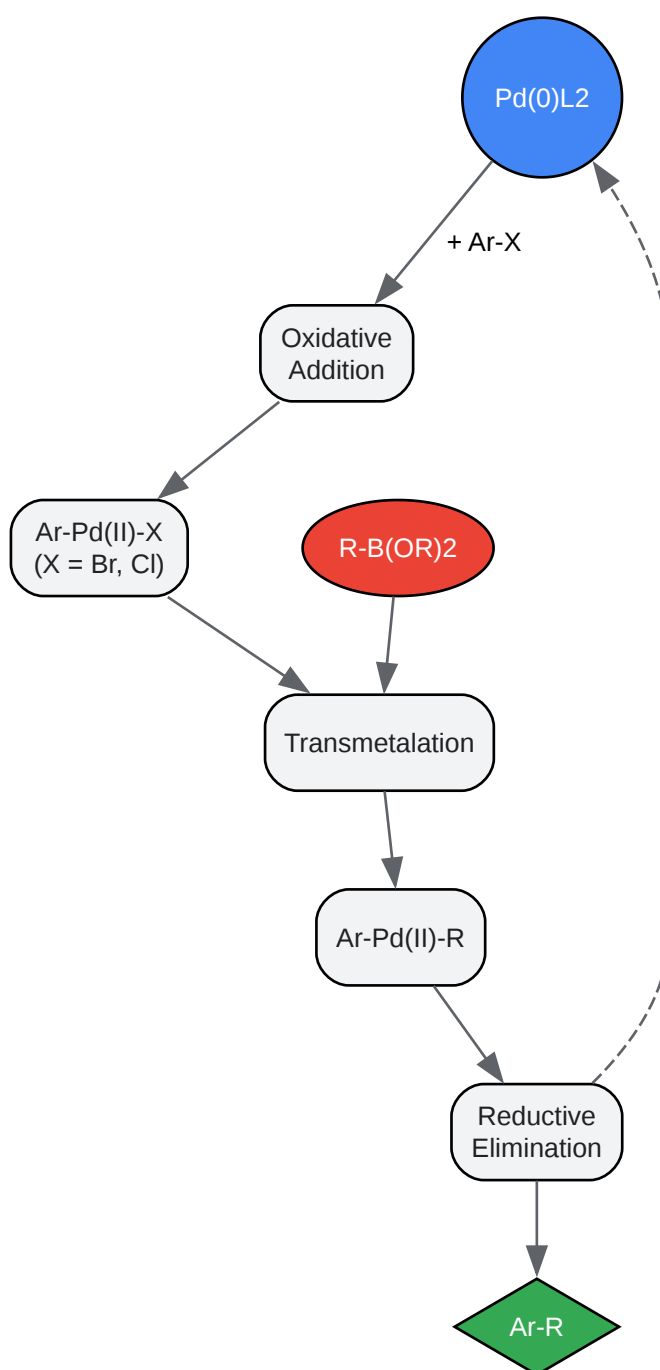 Pd(0)L2
+ Ar-X
Oxidative
Addition
Ar-Pd(II)-X
(X = Br, Cl)
R-B(OR)2
Transmetalation
Ar-Pd(II)-R
Reductive
Elimination
Ar-R